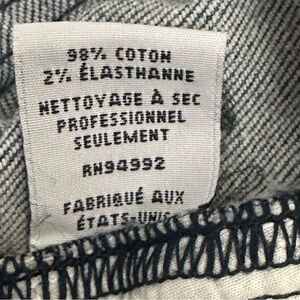 98% COTON
2% ÉLASTHANNE
NETTOYAGE À SEC
PROFESSIONNEL
SEULEMENT
RN94992
FABRIQUÉ AUX
ÉTATS-UNIS